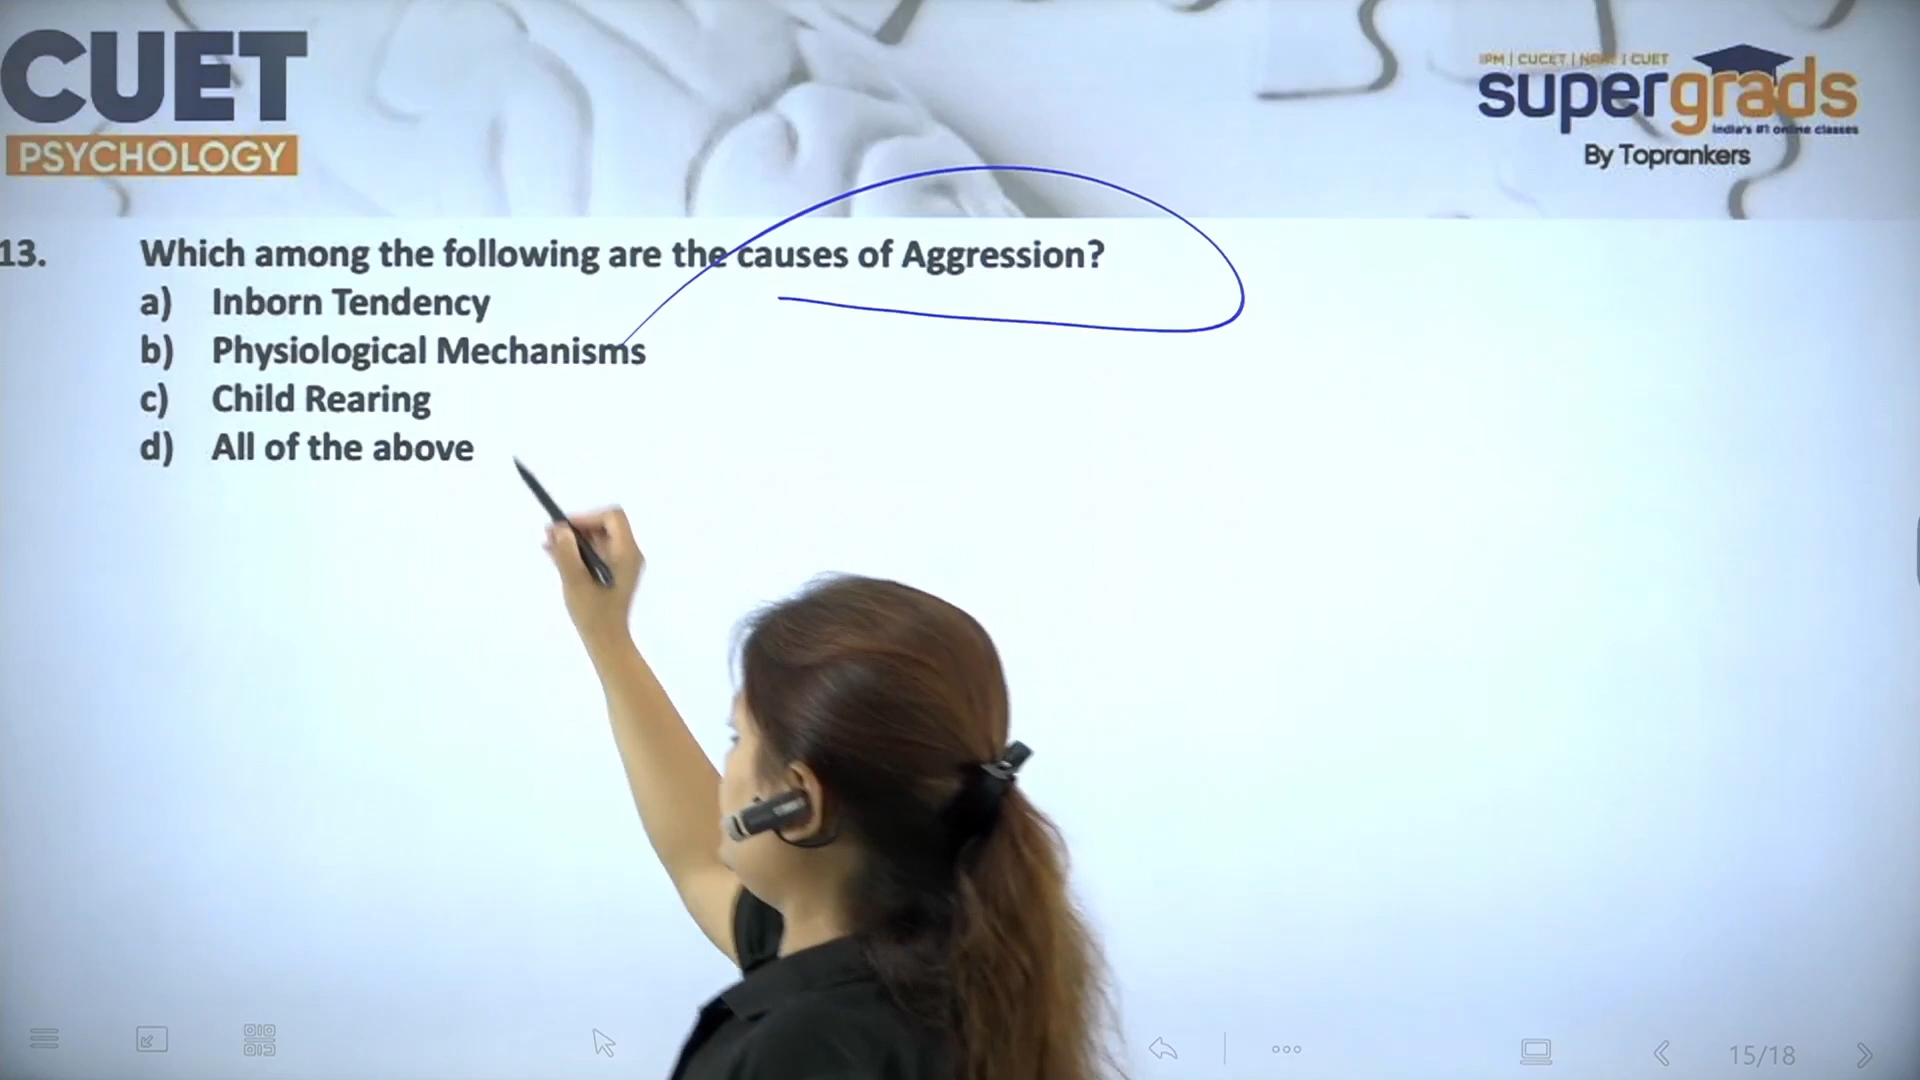 CUET
PSYCHOLOGY
IPM | CUCET | NPAT | CUET
supergrads
India's #1 online classes
By Toprankers
13. Which among the following are the causes of Aggression?
a) Inborn Tendency
b) Physiological Mechanisms
c) Child Rearing
d) All of the above
15/18